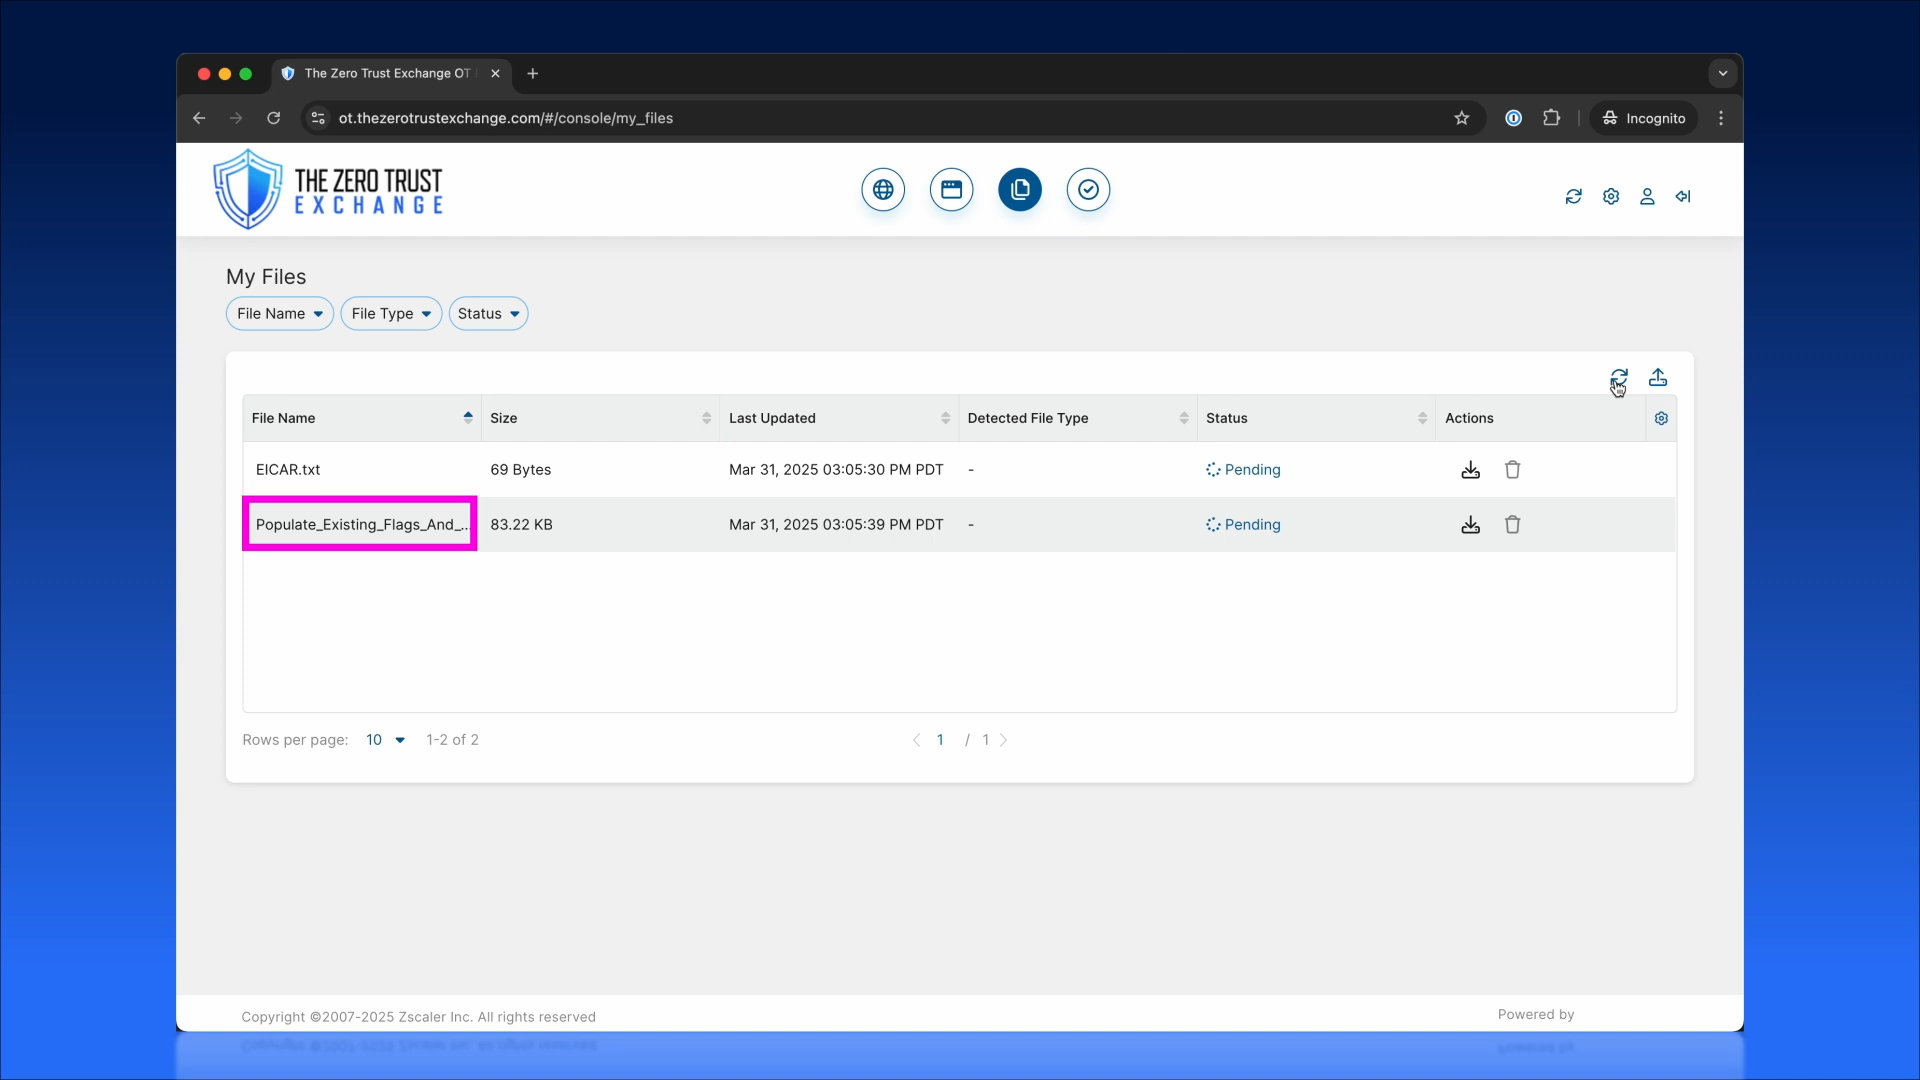 The Zero Trust Exchange OT
ot.thezerotrustexchange.com/#/console/my_files
Incognito
THE ZERO TRUST
EXCHANGE
My Files
File Name
File Type
Status
File Name
Size
Last Updated
Detected File Type
Status
Actions
EICAR.txt
69 Bytes
Mar 31, 2025 03:05:30 PM PDT
-
Pending
Populate_Existing_Flags_And_...
83.22 KB
Mar 31, 2025 03:05:39 PM PDT
-
Pending
Rows per page: 10
1-2 of 2
1 / 1
Copyright ©2007-2025 Zscaler Inc. All rights reserved
Powered by